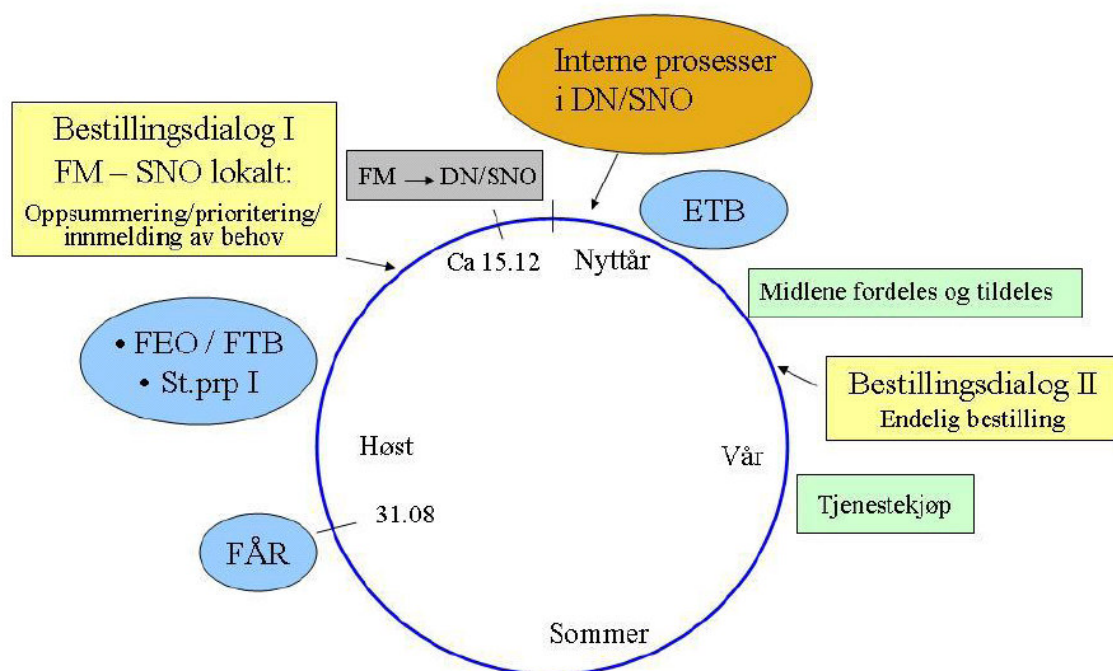 Interne prosesser
i DN/SNO
Bestillingsdialog I
FM – SNO lokalt:
Oppsummering/prioritering/
innmelding av behov
FM → DN/SNO
ETB
Ca 15.12
Nyttår
Midlene fordeles og tildeles
• FEO / FTB
• St.prp I
Bestillingsdialog II
Endelig bestilling
Høst
Vår
Tjenestekjøp
31.08
FÅR
Sommer